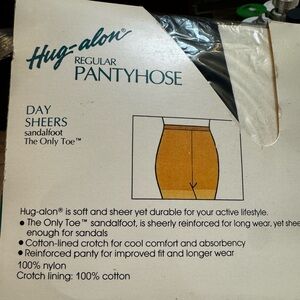 Hug-alon®
REGULAR
PANTYHOSE
DAY
SHEERS
sandalfoot
The Only Toe™
Hug-alon® is soft and sheer yet durable for your active lifestyle.
• The Only Toe™ sandalfoot, is sheerly reinforced for long wear, yet shee
enough for sandals
• Cotton-lined crotch for cool comfort and absorbency
• Reinforced panty for improved fit and longer wear
100% nylon
Crotch lining: 100% cotton